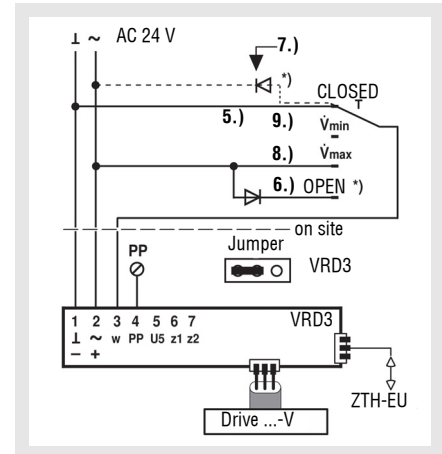 ⊥ ~ AC 24 V
7.)
*)
CLOSED
T
5.) 9.) V̇min
8.) V̇max
6.) OPEN *)
on site
PP Jumper
VRD3
1 2 3 4 5 6 7 VRD3
⊥ ~ w PP U5 z1 z2
– +
ZTH-EU
Drive ...-V